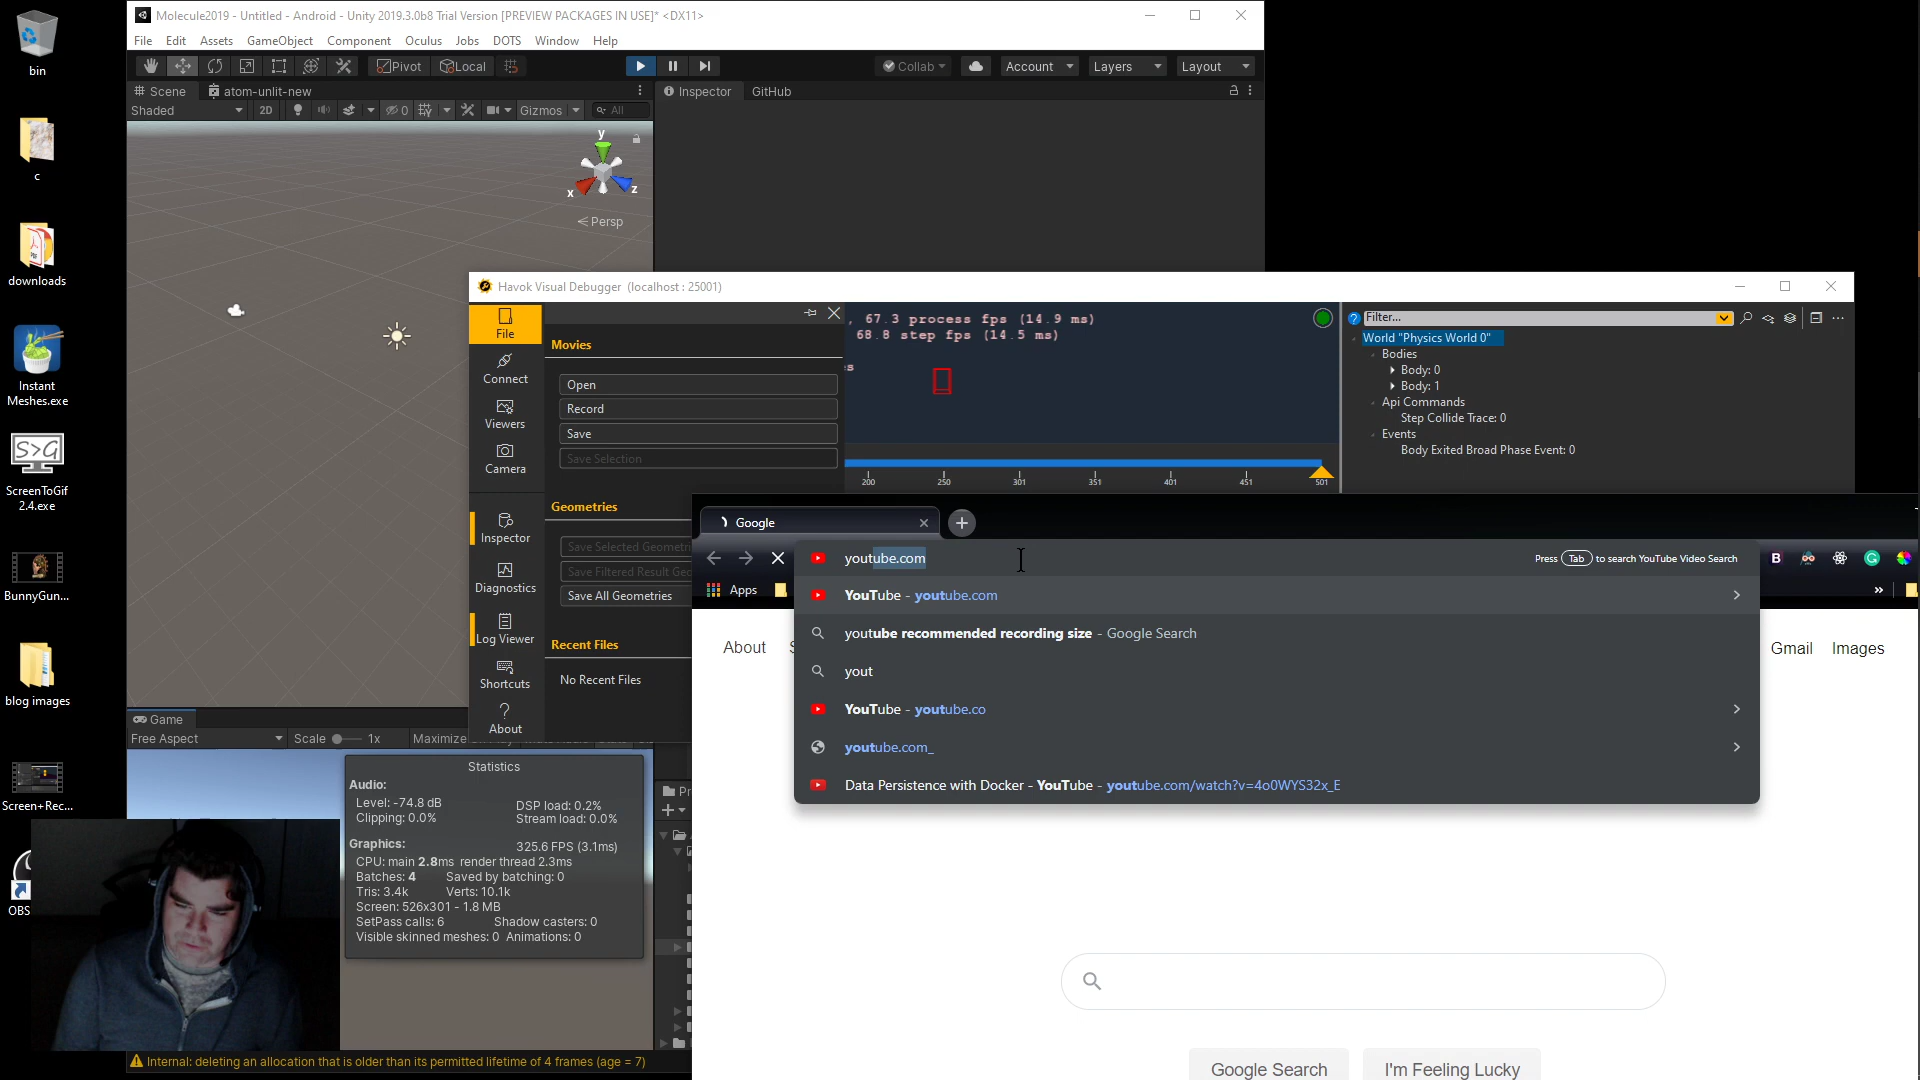 bin
c
downloads
Instant
Meshes.exe
S>G
ScreenToGif
2.4.exe
BunnyGun...
blog images
Screen+Rec...
OBS
Molecule2019 - Untitled - Android - Unity 2019.3.0b8 Trial Version [PREVIEW PACKAGES IN USE]* <DX11>
File Edit Assets GameObject Component Oculus Jobs DOTS Window Help
Pivot Local Collab Account Layers Layout
Scene atom-unlit-new
Shaded 2D 0 Gizmos All
y
x
z
Persp
Inspector GitHub
Havok Visual Debugger (localhost : 25001)
File
Connect
Viewers
Camera
Inspector
Diagnostics
Log Viewer
Shortcuts
About
Movies
Open
Record
Save
Save Selection
Geometries
Save Selected Geometri
Save Filtered Result Geo
Save All Geometries
Recent Files
No Recent Files
, 67.3 process fps (14.9 ms)
68.8 step fps (14.5 ms)
200 250 301 351 401 451 501
Filter...
World "Physics World 0"
Bodies
Body: 0
Body: 1
Api Commands
Step Collide Trace: 0
Events
Body Exited Broad Phase Event: 0
Google
youtube.com
Press Tab to search YouTube Video Search
Apps
YouTube - youtube.com
youtube recommended recording size - Google Search
yout
YouTube - youtube.co
youtube.com_
Data Persistence with Docker - YouTube - youtube.com/watch?v=4o0WYS32x_E
About
Gmail Images
Google Search I'm Feeling Lucky
Game
Free Aspect Scale 1x
Statistics
Audio:
Level: -74.8 dB DSP load: 0.2%
Clipping: 0.0% Stream load: 0.0%
Graphics: 325.6 FPS (3.1ms)
CPU: main 2.8ms render thread 2.3ms
Batches: 4 Saved by batching: 0
Tris: 3.4k Verts: 10.1k
Screen: 526x301 - 1.8 MB
SetPass calls: 6 Shadow casters: 0
Visible skinned meshes: 0 Animations: 0
Internal: deleting an allocation that is older than its permitted lifetime of 4 frames (age = 7)